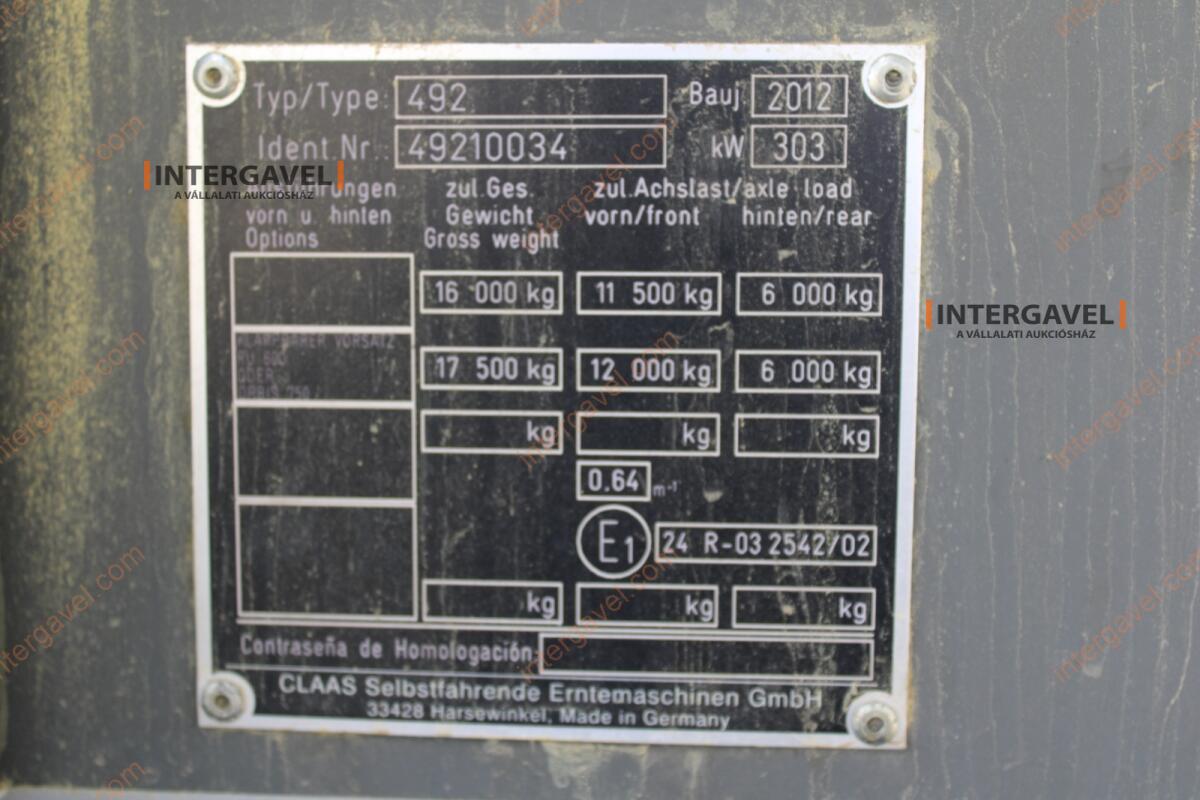 Typ/Type: 492 Bauj. 2012
Ident.Nr.: 49210034 kW 303
INTERGAVEL
A VÁLLALATI AUKCIÓSHÁZ
zul.Ges. zul.Achslast/axle load
vorn u. hinten Gewicht vorn/front hinten/rear
Options Gross weight
16 000 kg 11 500 kg 6 000 kg
INTERGAVEL
A VÁLLALATI AUKCIÓSHÁZ
VORSATZ
17 500 kg 12 000 kg 6 000 kg
kg kg kg
0.64 m⁻¹
E1 24 R-03 2542/02
kg kg kg
Contraseña de Homologación:
CLAAS Selbstfahrende Erntemaschinen GmbH
33428 Harsewinkel, Made in Germany
intergavel.com